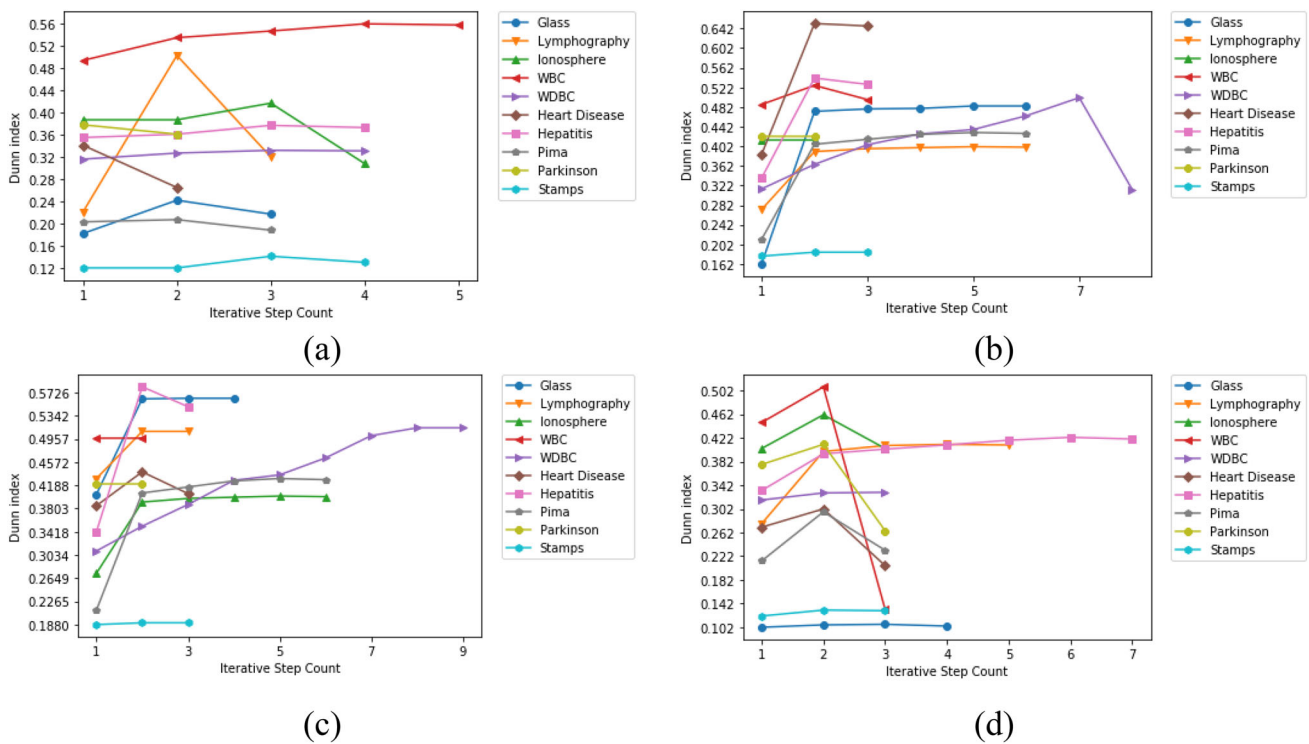 0.56
0.52
0.48
0.44
0.40
0.36
0.32
0.28
0.24
0.20
0.16
0.12
Dunn index
1 2 3 4 5
Iterative Step Count
Glass
Lymphography
Ionosphere
WBC
WDBC
Heart Disease
Hepatitis
Pima
Parkinson
Stamps
(a)
0.642
0.602
0.562
0.522
0.482
0.442
0.402
0.362
0.322
0.282
0.242
0.202
0.162
Dunn index
1 3 5 7
Iterative Step Count
Glass
Lymphography
Ionosphere
WBC
WDBC
Heart Disease
Hepatitis
Pima
Parkinson
Stamps
(b)
0.5726
0.5342
0.4957
0.4572
0.4188
0.3803
0.3418
0.3034
0.2649
0.2265
0.1880
Dunn index
1 3 5 7 9
Iterative Step Count
Glass
Lymphography
Ionosphere
WBC
WDBC
Heart Disease
Hepatitis
Pima
Parkinson
Stamps
(c)
0.502
0.462
0.422
0.382
0.342
0.302
0.262
0.222
0.182
0.142
0.102
Dunn index
1 2 3 4 5 6 7
Iterative Step Count
Glass
Lymphography
Ionosphere
WBC
WDBC
Heart Disease
Hepatitis
Pima
Parkinson
Stamps
(d)